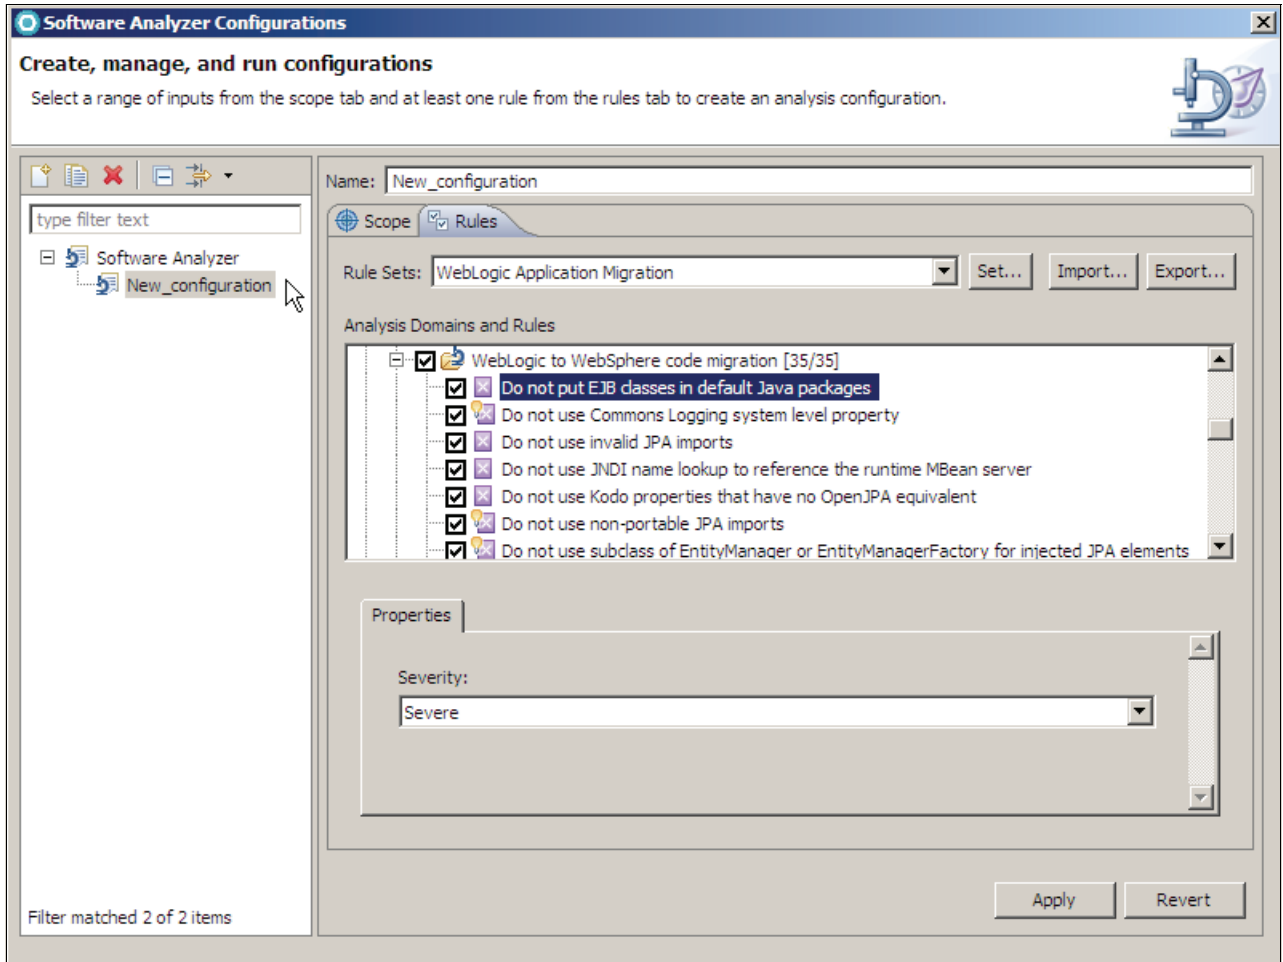 Software Analyzer Configurations
Create, manage, and run configurations
Select a range of inputs from the scope tab and at least one rule from the rules tab to create an analysis configuration.
type filter text
Software Analyzer
New_configuration
Filter matched 2 of 2 items
Name: New_configuration
Scope Rules
Rule Sets: WebLogic Application Migration Set... Import... Export...
Analysis Domains and Rules
WebLogic to WebSphere code migration [35/35]
Do not put EJB classes in default Java packages
Do not use Commons Logging system level property
Do not use invalid JPA imports
Do not use JNDI name lookup to reference the runtime MBean server
Do not use Kodo properties that have no OpenJPA equivalent
Do not use non-portable JPA imports
Do not use subclass of EntityManager or EntityManagerFactory for injected JPA elements
Properties
Severity:
Severe
Apply Revert